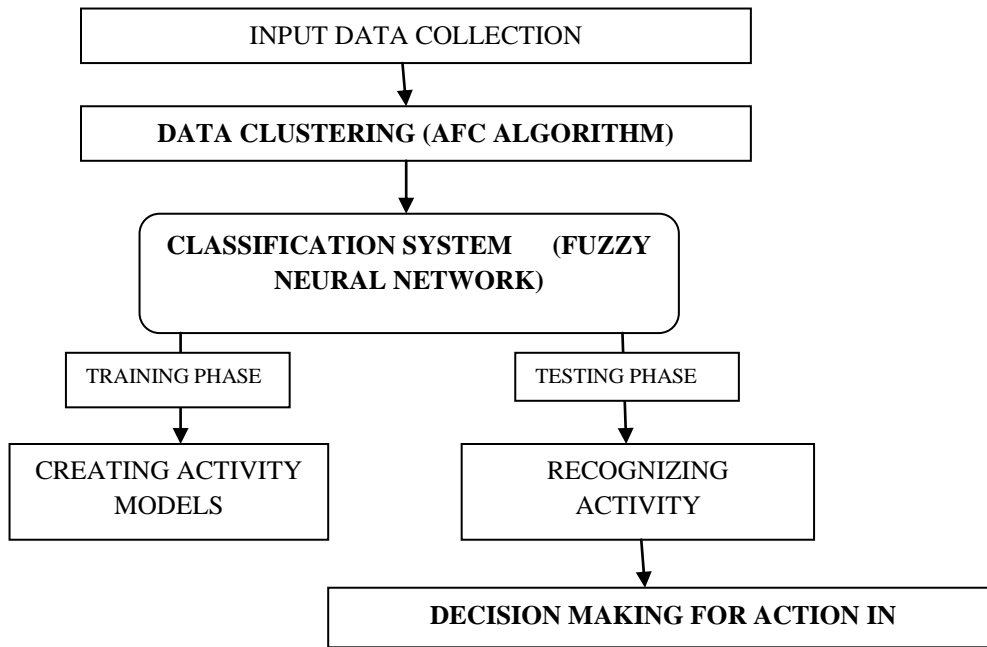 INPUT DATA COLLECTION
DATA CLUSTERING (AFC ALGORITHM)
CLASSIFICATION SYSTEM (FUZZY
NEURAL NETWORK)
TRAINING PHASE
TESTING PHASE
CREATING ACTIVITY
MODELS
RECOGNIZING
ACTIVITY
DECISION MAKING FOR ACTION IN